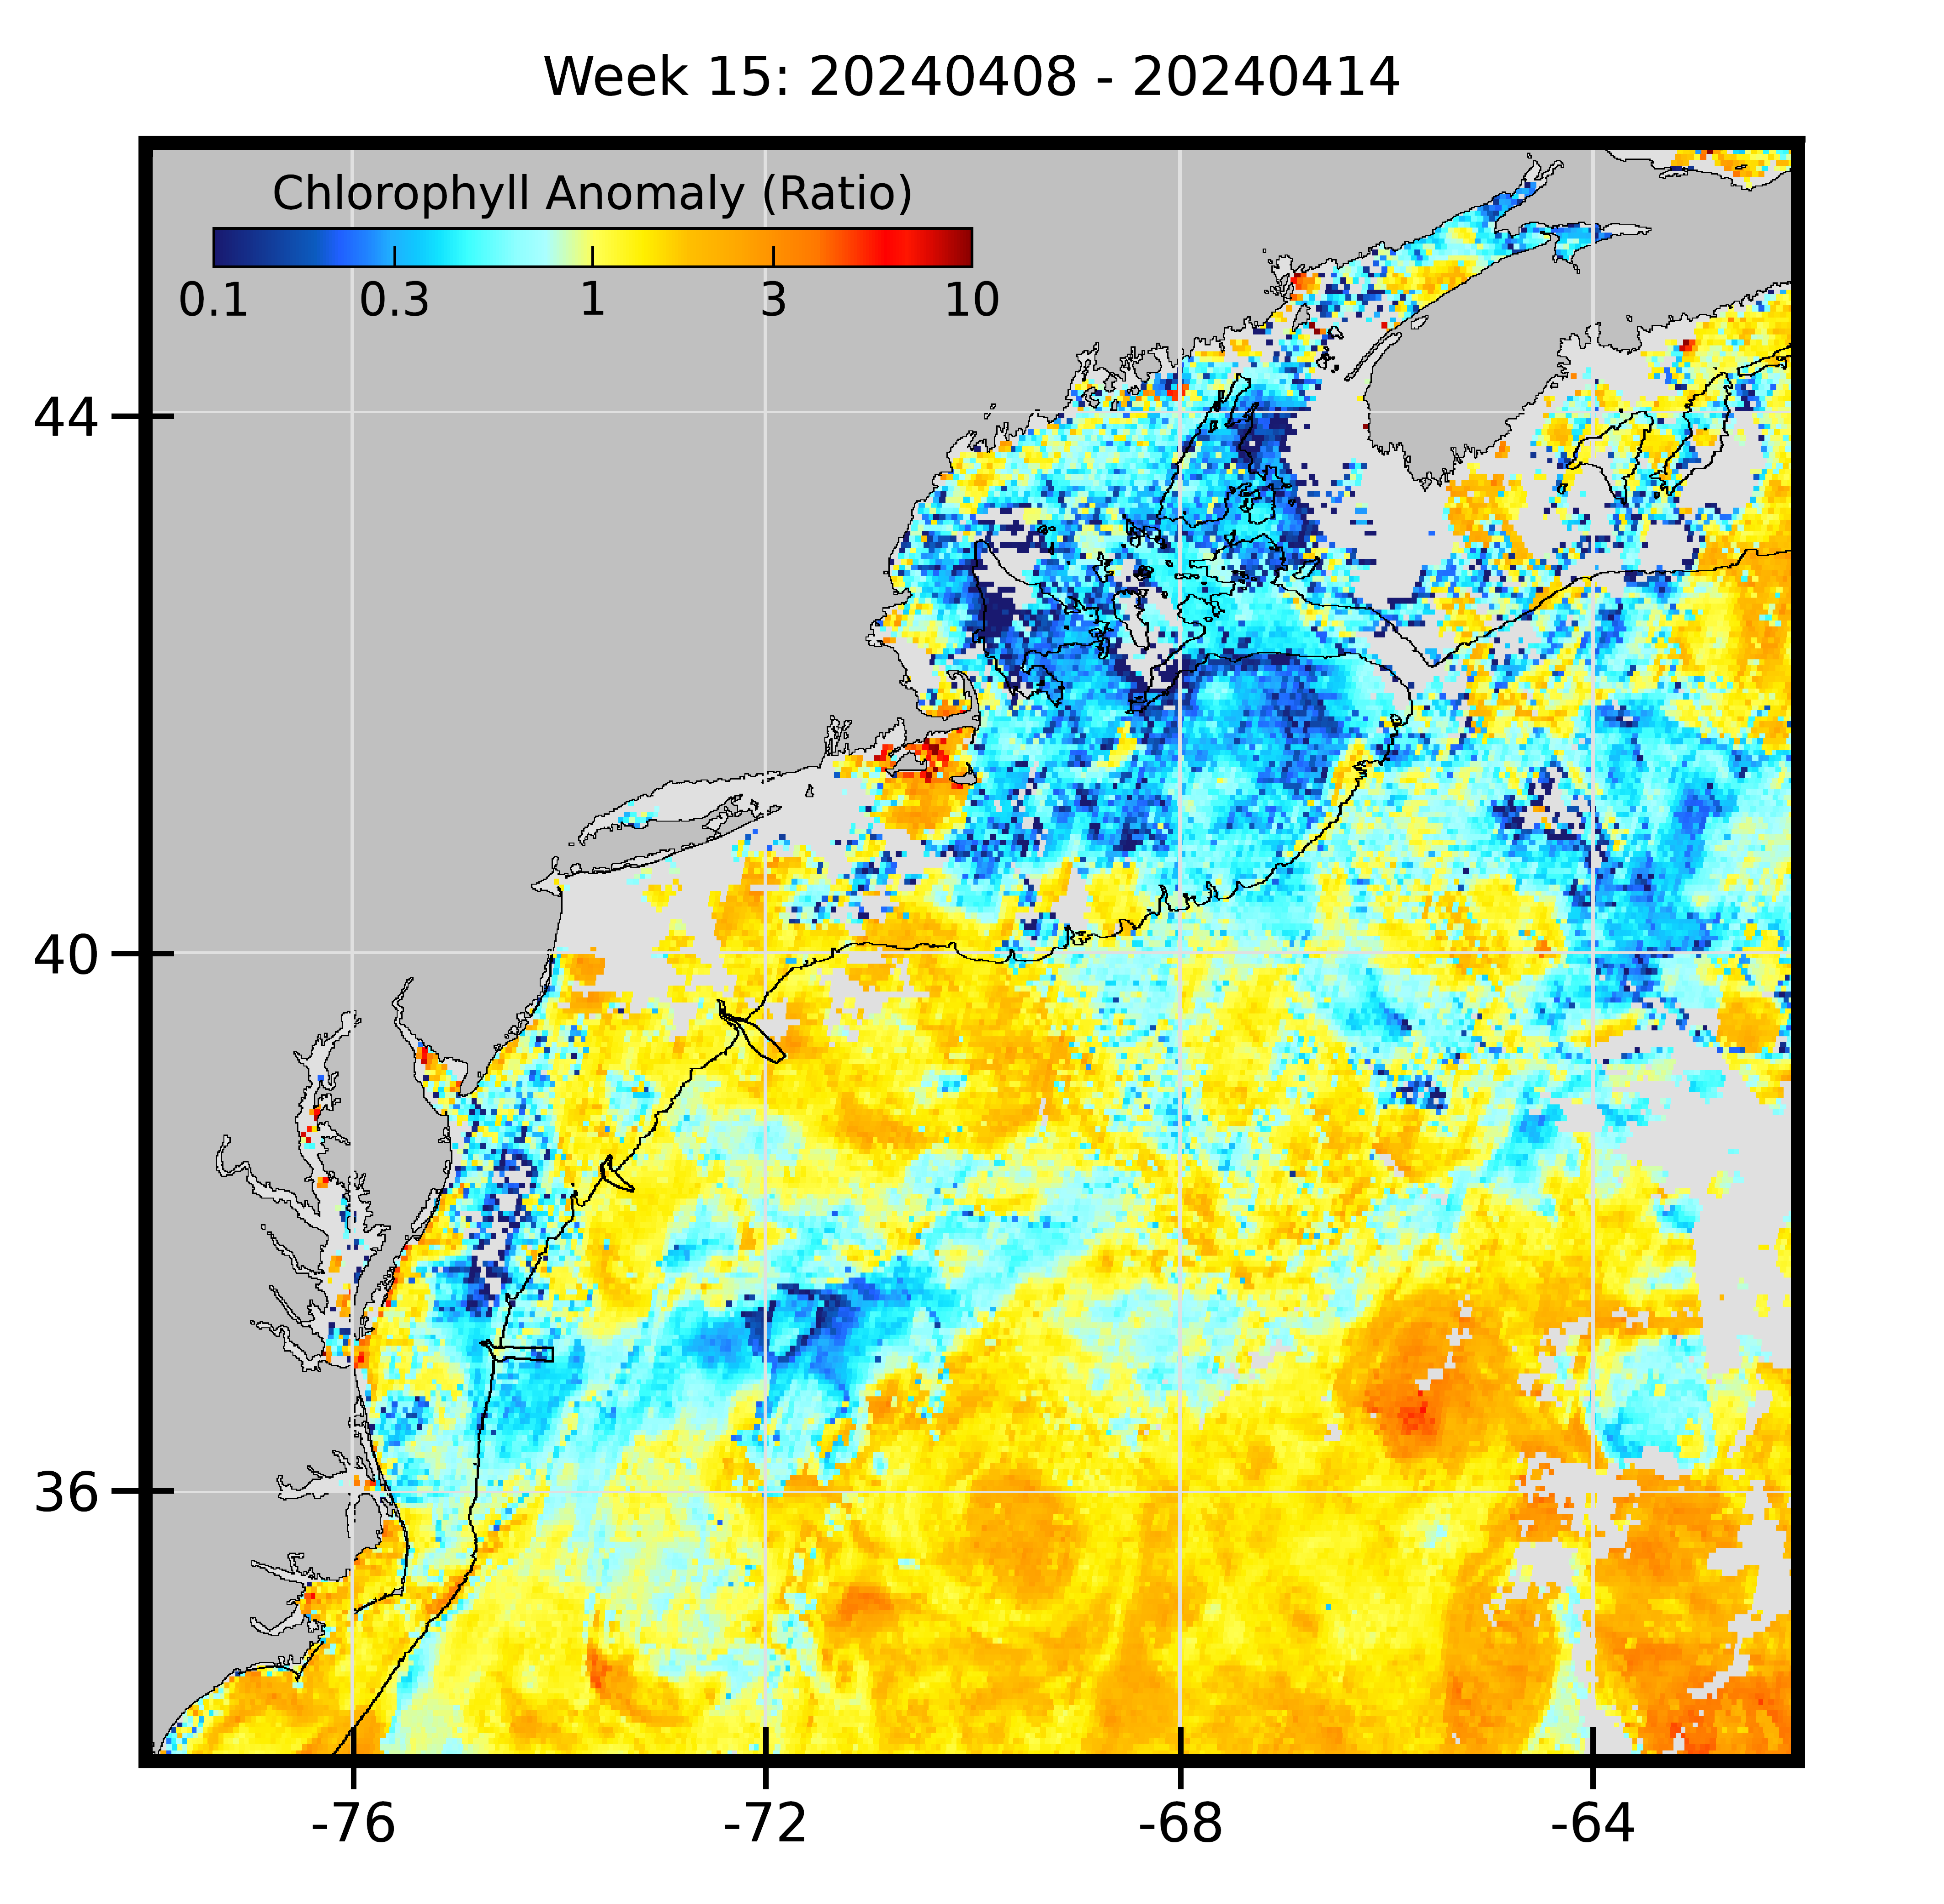 Week 15: 20240408 - 20240414
Chlorophyll Anomaly (Ratio)
0.1 0.3 1 3 10
44
40
36
-76 -72 -68 -64